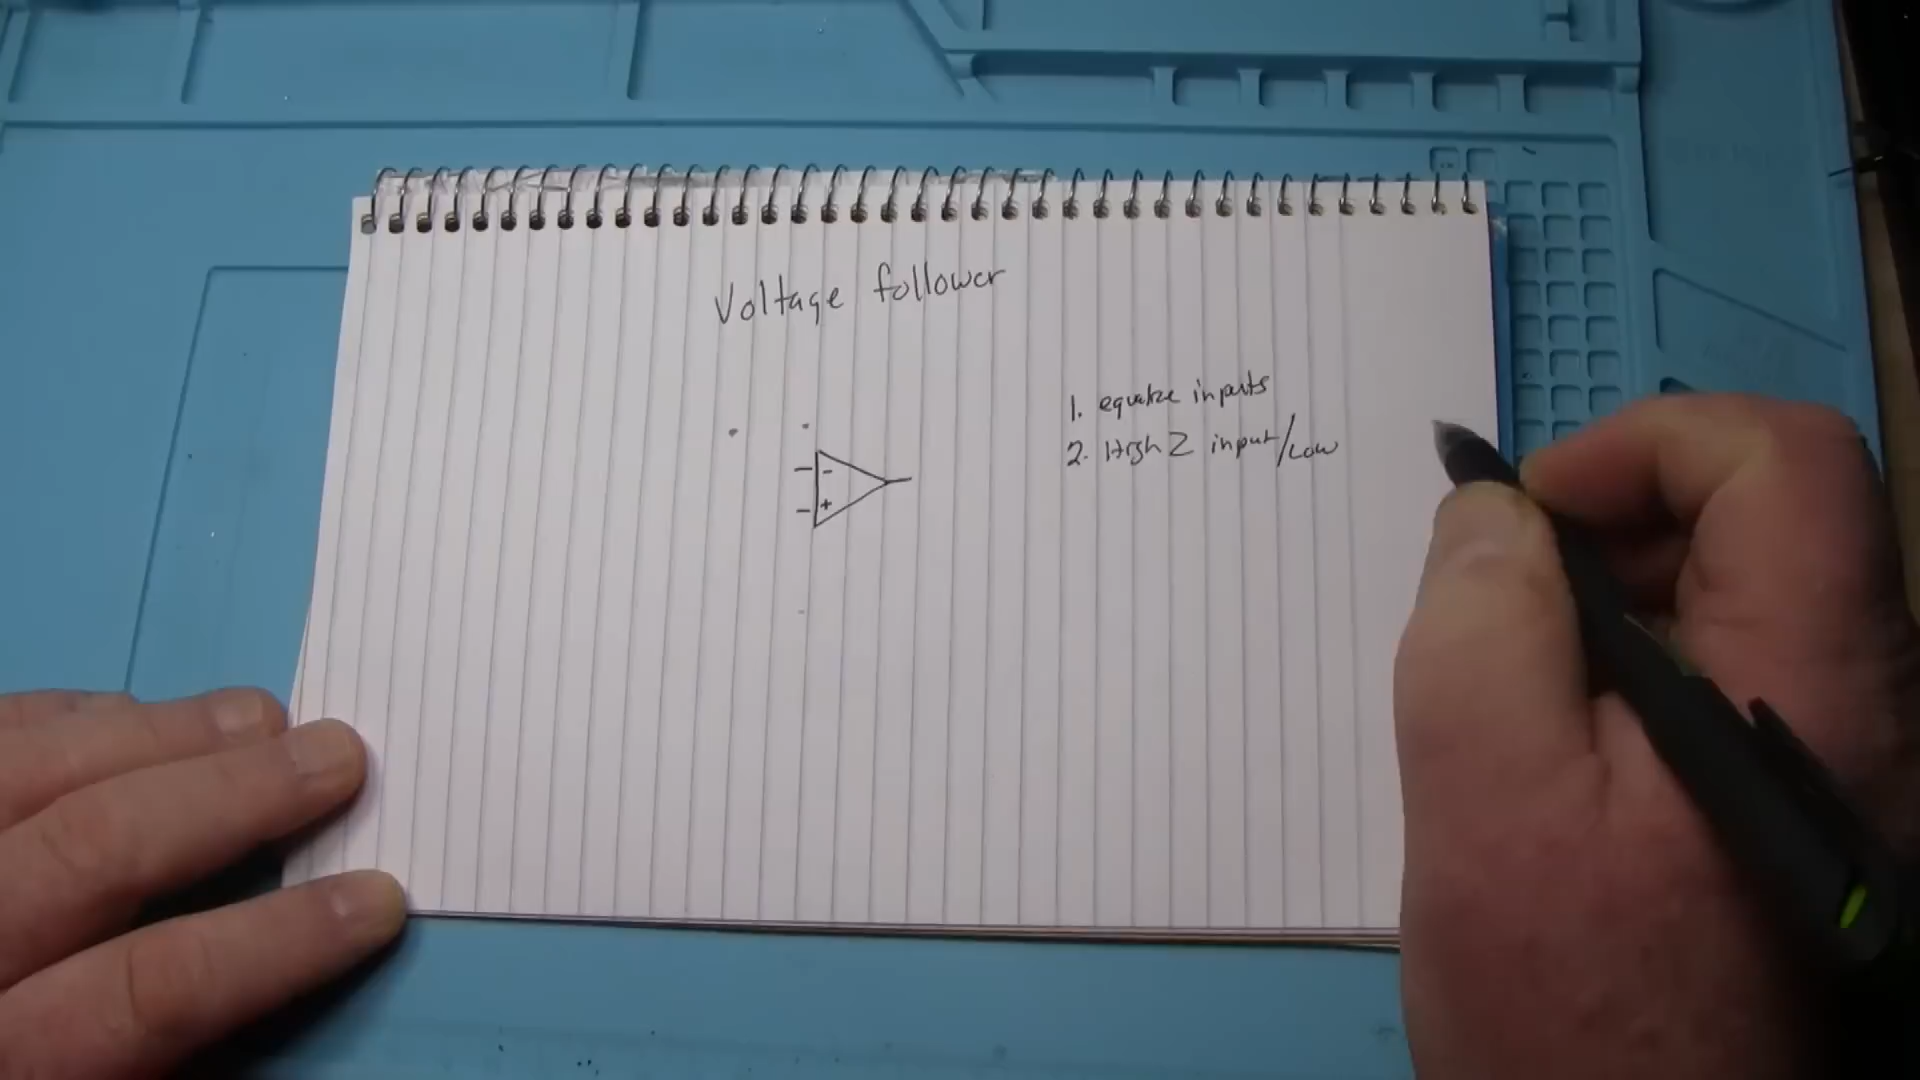 Voltage follower
1. equalize inputs
2. High Z input/Low
-
+